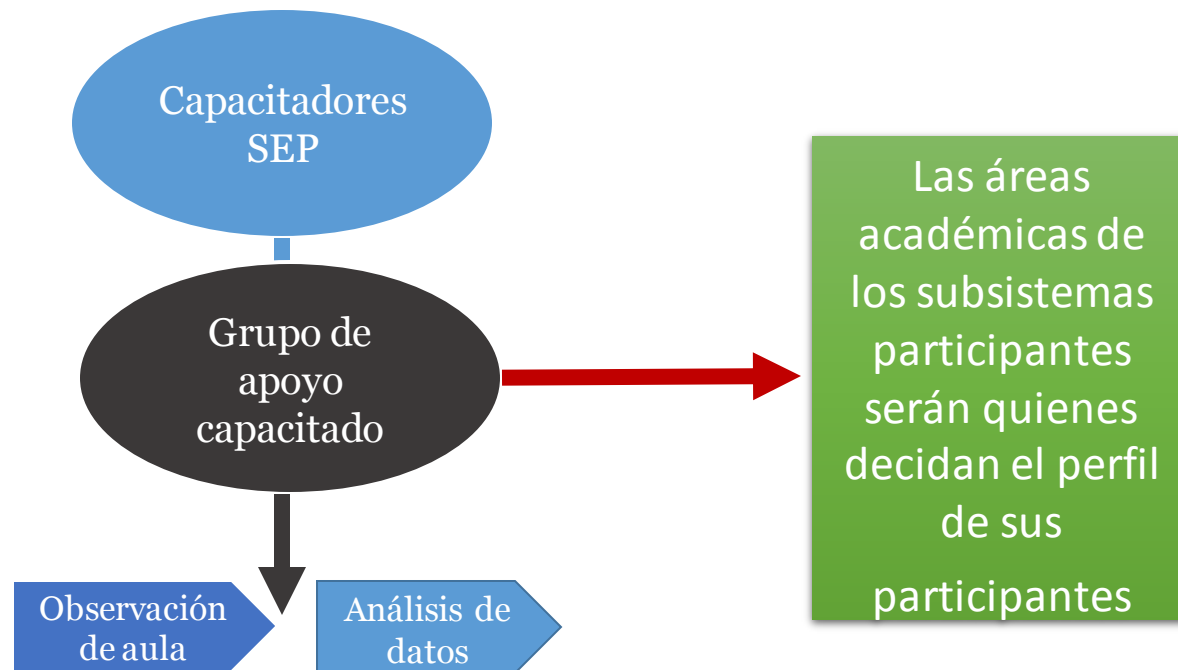 Capacitadores
SEP
Grupo de
apoyo
capacitado
Las áreas
académicas de
los subsistemas
participantes
serán quienes
decidan el perfil
de sus
participantes
Observación
de aula
Análisis de
datos